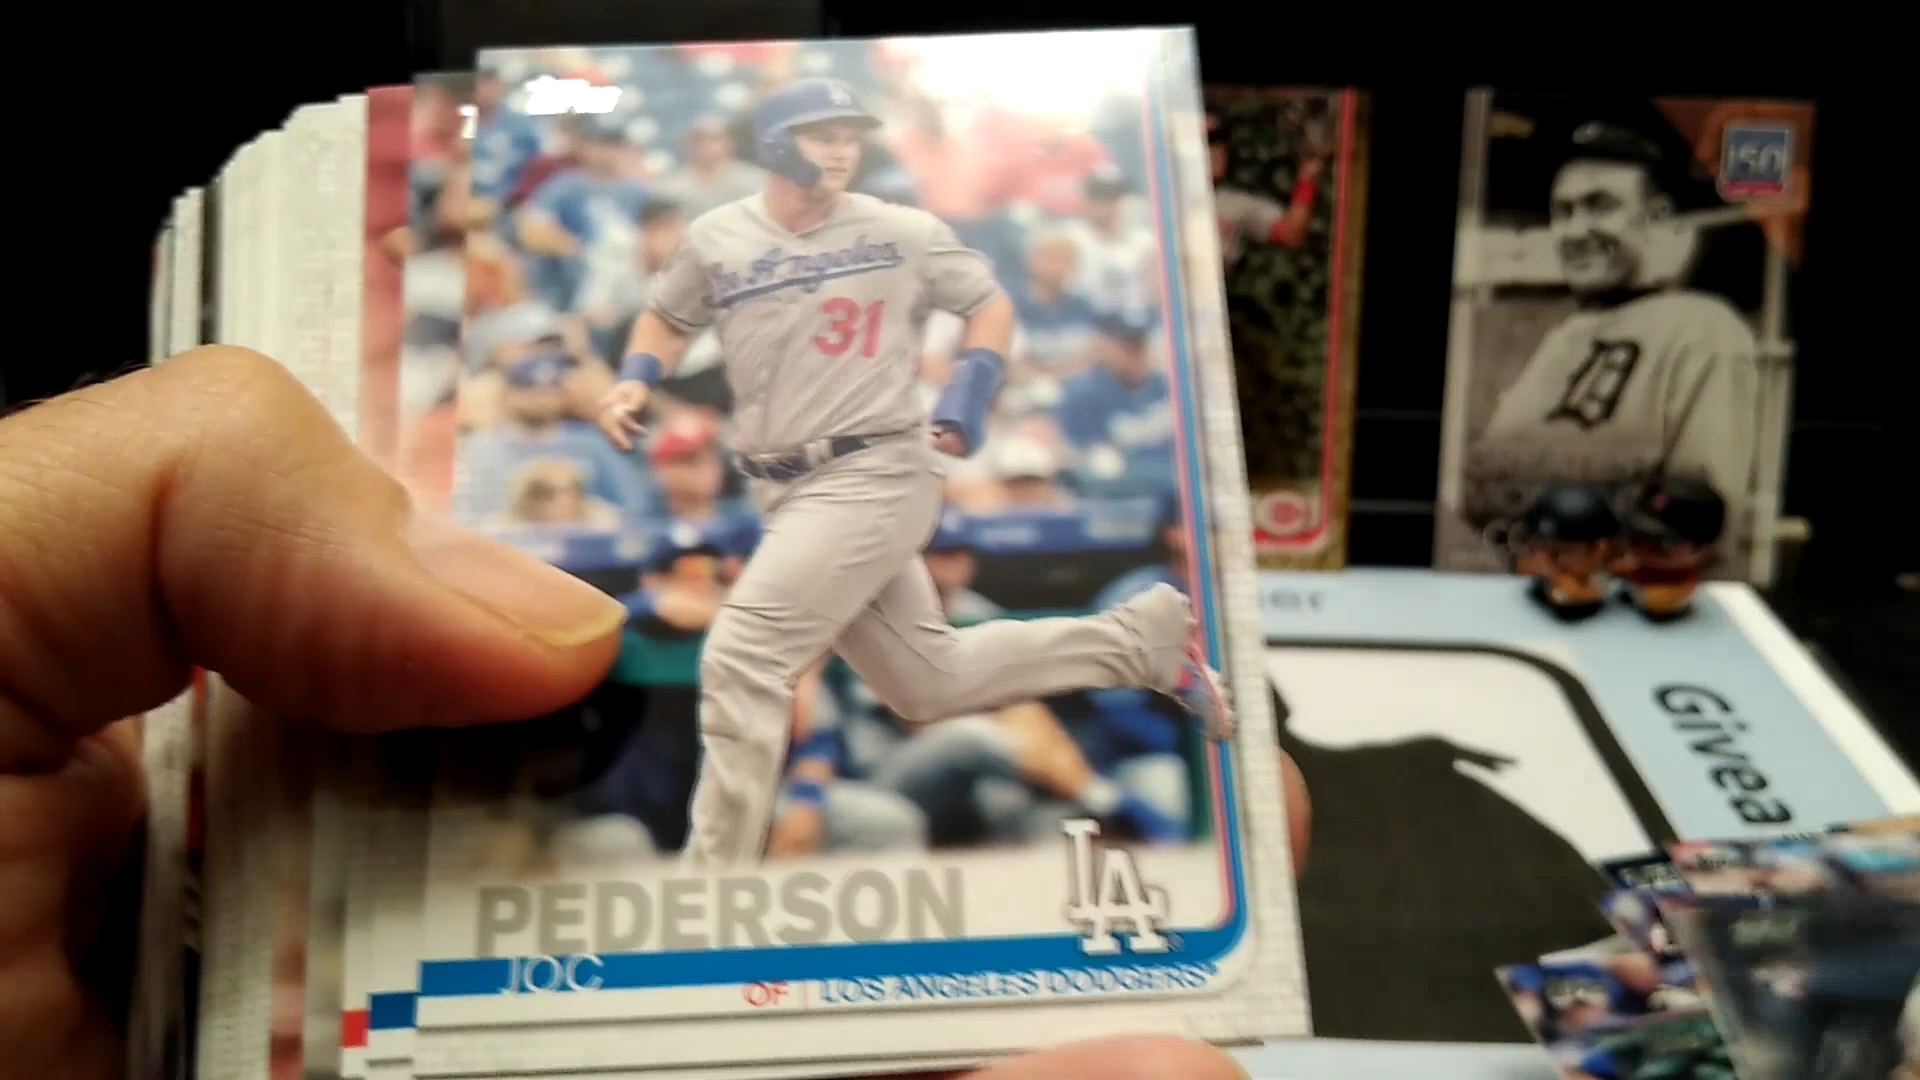 Topps
Los Angeles
31
PEDERSON
LA
JOC
OF | LOS ANGELES DODGERS
150
D
C
Givea